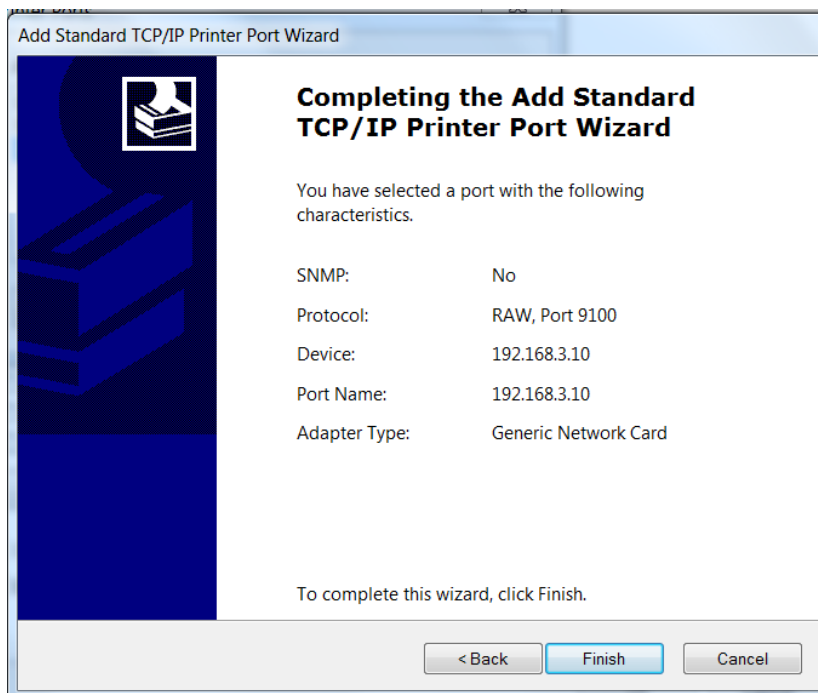 Add Standard TCP/IP Printer Port Wizard
Completing the Add Standard
TCP/IP Printer Port Wizard
You have selected a port with the following
characteristics.
SNMP: No
Protocol: RAW, Port 9100
Device: 192.168.3.10
Port Name: 192.168.3.10
Adapter Type: Generic Network Card
To complete this wizard, click Finish.
< Back Finish Cancel